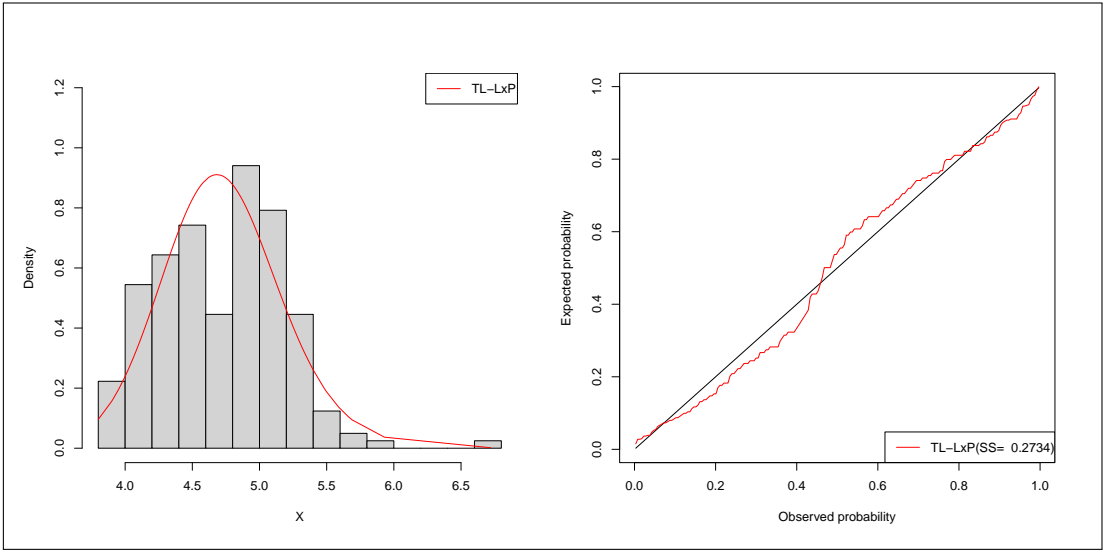 TL−LxP
Density
0.0 0.2 0.4 0.6 0.8 1.0 1.2
4.0 4.5 5.0 5.5 6.0 6.5
X
Expected probability
0.0 0.2 0.4 0.6 0.8 1.0
TL−LxP(SS= 0.2734)
0.0 0.2 0.4 0.6 0.8 1.0
Observed probability